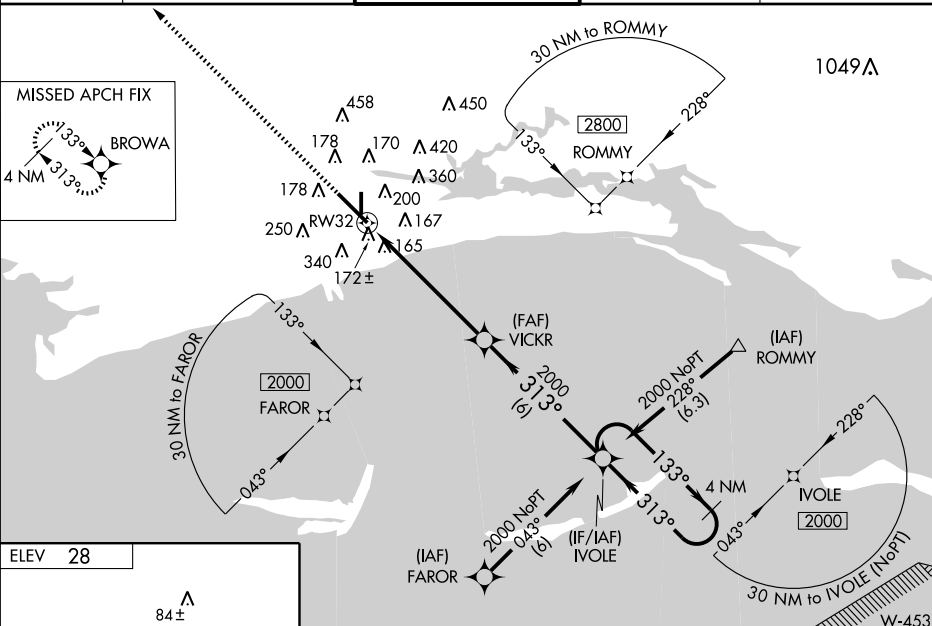 30 NM to ROMMY
1049
MISSED APCH FIX
133°
BROWA
4 NM
313°
458
450
178
170
420
2800
ROMMY
133°
228°
360
178
200
RW32
167
250
165
340
172±
133°
30 NM to FAROR
2000
FAROR
043°
(FAF)
VICKR
(IAF)
ROMMY
2000
313°
(6)
2000 NoPT
228°
(6.3)
228°
133°
4 NM
313°
IVOLE
2000
043°
2000 NoPT
043°
(6)
(IF/IAF)
IVOLE
(IAF)
FAROR
30 NM to IVOLE (NoPT)
ELEV 28
84±
W-453